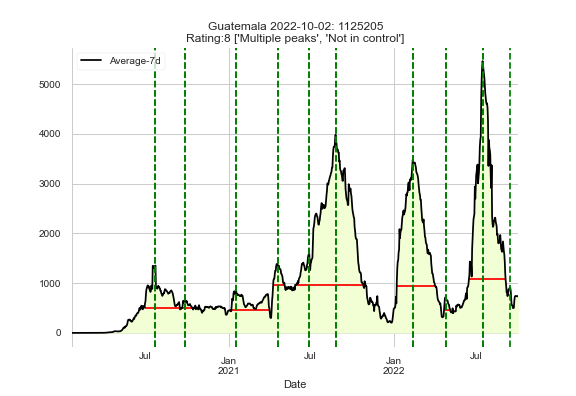 Guatemala 2022-10-02: 1125205
Rating:8 ['Multiple peaks', 'Not in control']
Average-7d
5000
4000
3000
2000
1000
0
Jul
Jan
2021
Jul
Jan
2022
Jul
Date